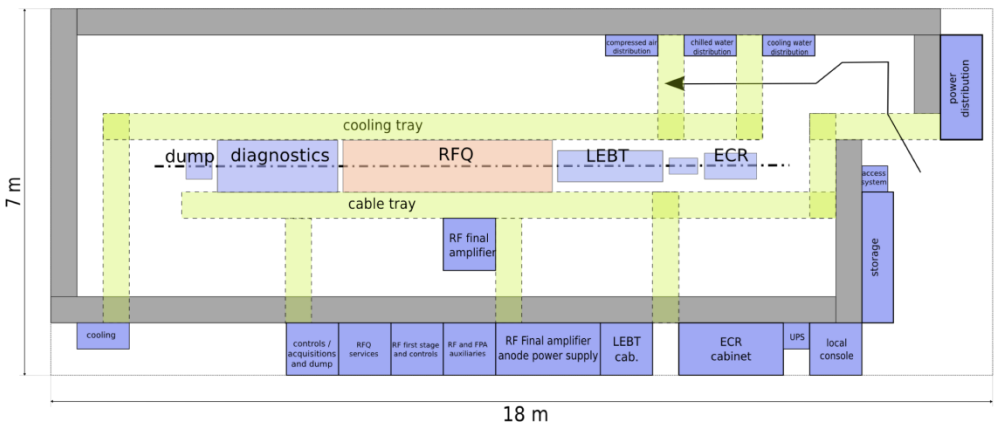 compressed air
distribution
chilled water
distribution
cooling water
distribution
power
distribution
cooling tray
dump
diagnostics
RFQ
LEBT
ECR
access
system
7 m
cable tray
RF final
amplifier
storage
cooling
controls /
acquisitions
and dump
RFQ
services
RF first stage
and controls
RF and FPA
auxiliaries
RF Final amplifier
anode power supply
LEBT
cab.
ECR
cabinet
UPS
local
console
18 m